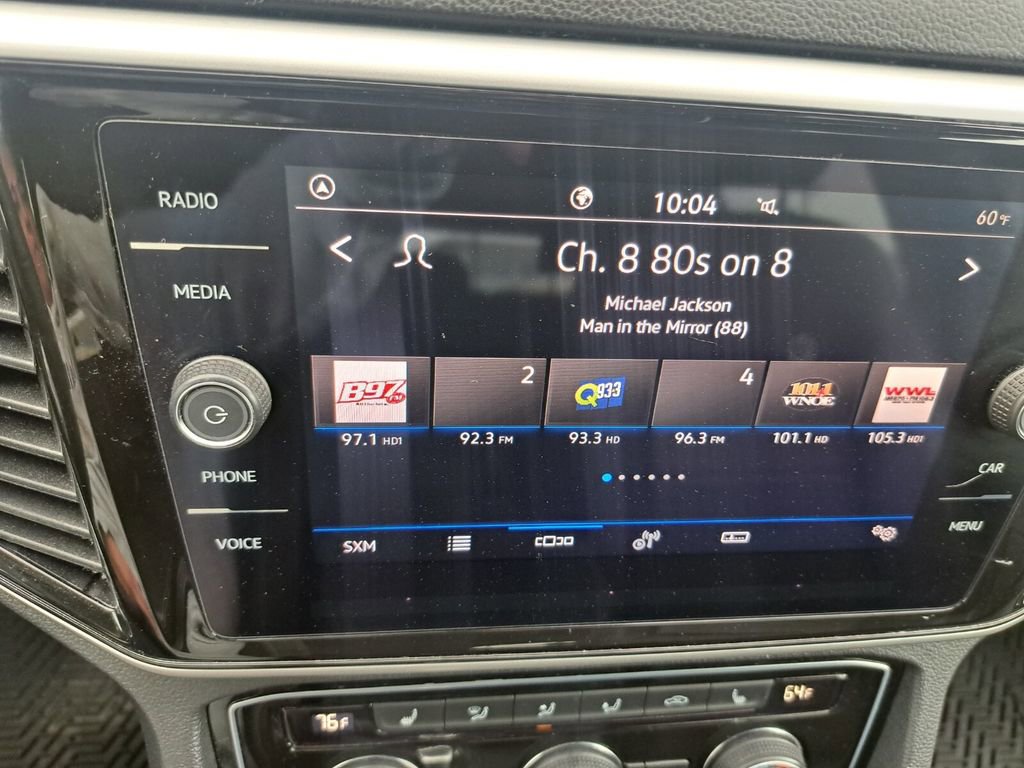 RADIO
MEDIA
PHONE
VOICE
10:04
60°F
Ch. 8 80s on 8
Michael Jackson
Man in the Mirror (88)
B97 FM
2
Q93.3
4
101.1
WNOE
WWL
97.1 HD1
92.3 FM
93.3 HD
96.3 FM
101.1 HD
105.3 HD1
SXM
CAR
MENU
76°F
64°F